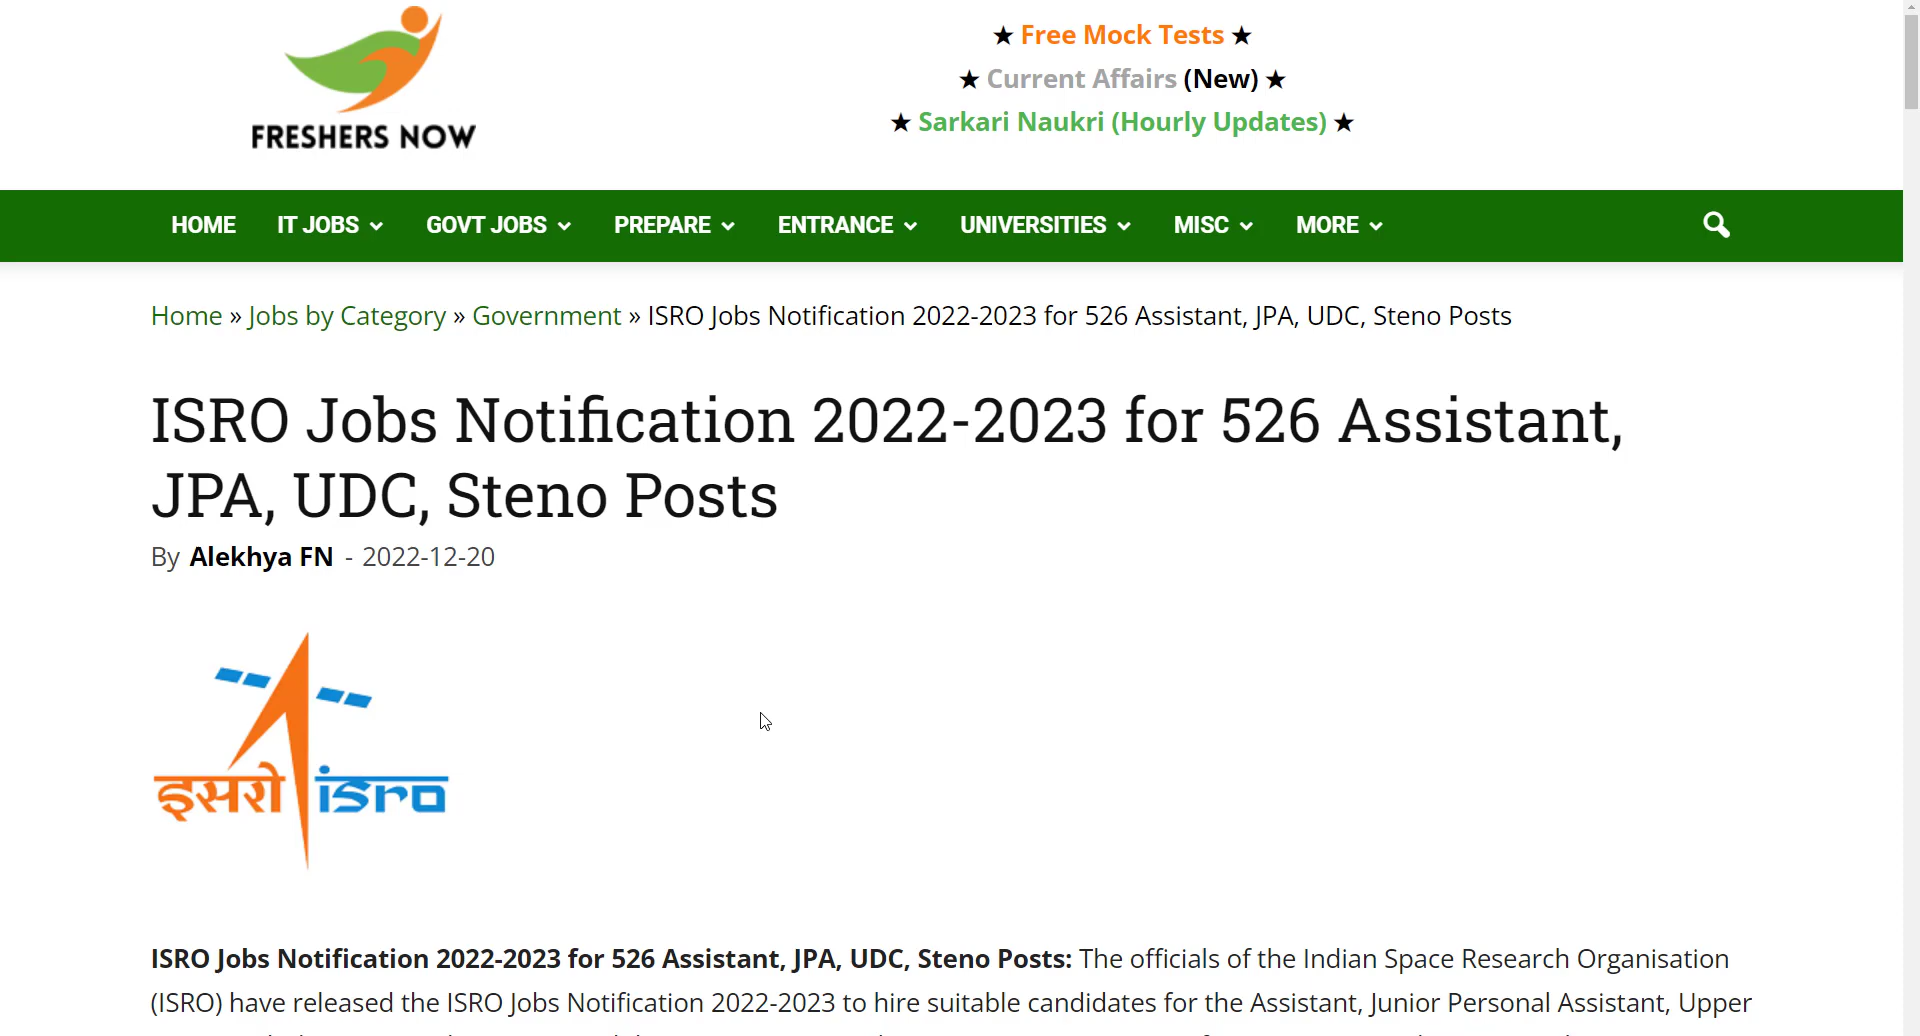 FRESHERS NOW
★ Free Mock Tests ★
★ Current Affairs (New) ★
★ Sarkari Naukri (Hourly Updates) ★
HOME IT JOBS GOVT JOBS PREPARE ENTRANCE UNIVERSITIES MISC MORE
Home » Jobs by Category » Government » ISRO Jobs Notification 2022-2023 for 526 Assistant, JPA, UDC, Steno Posts
ISRO Jobs Notification 2022-2023 for 526 Assistant,
JPA, UDC, Steno Posts
By Alekhya FN - 2022-12-20
इसरो isro
ISRO Jobs Notification 2022-2023 for 526 Assistant, JPA, UDC, Steno Posts: The officials of the Indian Space Research Organisation
(ISRO) have released the ISRO Jobs Notification 2022-2023 to hire suitable candidates for the Assistant, Junior Personal Assistant, Upper